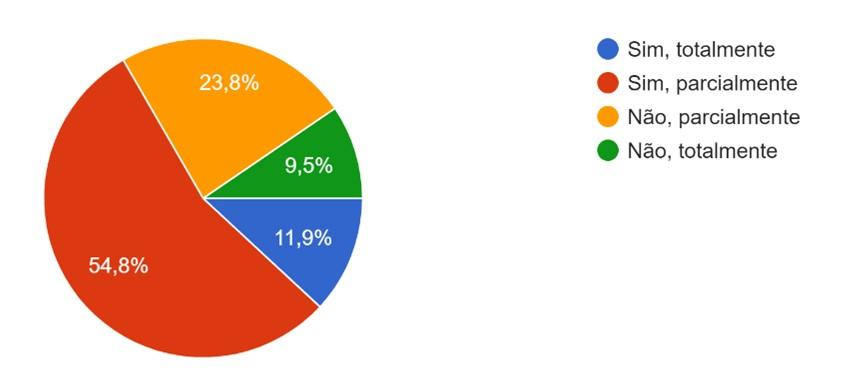 23,8%
9,5%
11,9%
54,8%
Sim, totalmente
Sim, parcialmente
Não, parcialmente
Não, totalmente